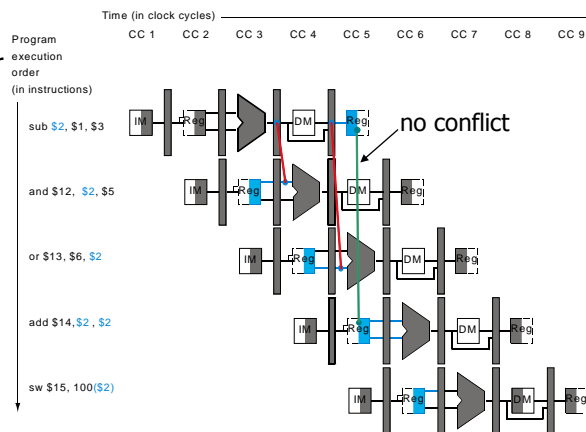 Time (in clock cycles)
CC 1 CC 2 CC 3 CC 4 CC 5 CC 6 CC 7 CC 8 CC 9
Program
execution
order
(in instructions)
sub $2, $1, $3
IM Reg DM Reg
no conflict
and $12, $2, $5
IM Reg DM Reg
or $13, $6, $2
IM Reg DM Reg
add $14,$2 , $2
IM Reg DM Reg
sw $15, 100($2)
IM Reg DM Reg